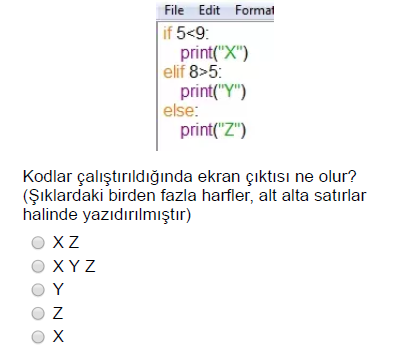 File Edit Format
if 5<9:
print("X")
elif 8>5:
print("Y")
else:
print("Z")
Kodlar çalıştırıldığında ekran çıktısı ne olur?
(Şıklardaki birden fazla harfler, alt alta satırlar
halinde yazıdırılmıştır)
X Z
X Y Z
Y
Z
X